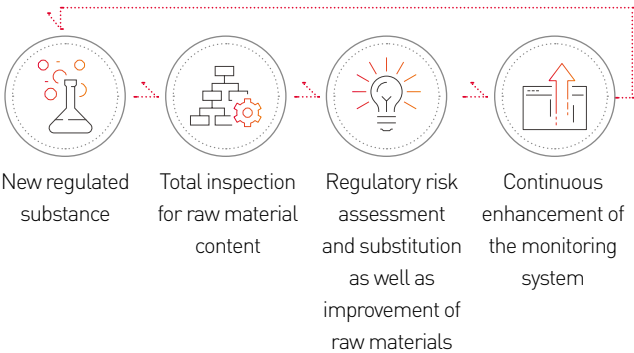 New regulated
substance
Total inspection
for raw material
content
Regulatory risk
assessment
and substitution
as well as
improvement of
raw materials
Continuous
enhancement of
the monitoring
system